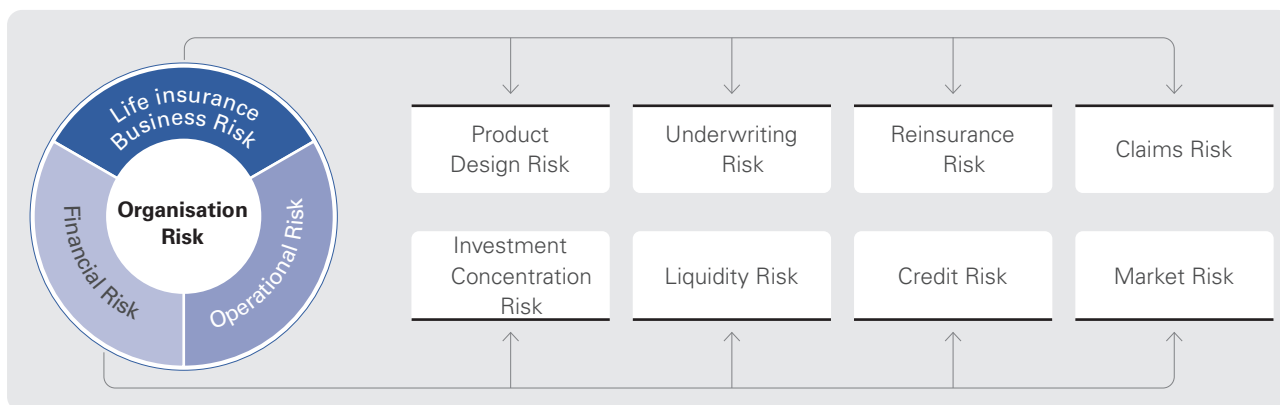 Life insurance
Business Risk
Financial Risk
Operational Risk
Organisation
Risk
Product
Design Risk
Underwriting
Risk
Reinsurance
Risk
Claims Risk
Investment
Concentration
Risk
Liquidity Risk
Credit Risk
Market Risk